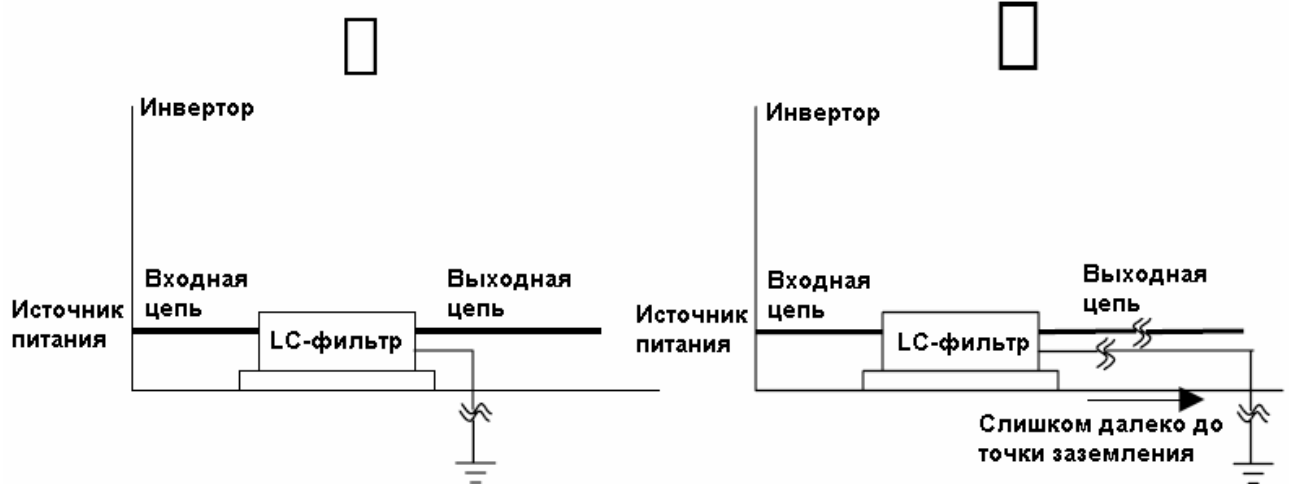 Инвертор
Входная
цепь
Выходная
цепь
Источник
питания
LC-фильтр
Инвертор
Входная
цепь
Выходная
цепь
Источник
питания
LC-фильтр
Слишком далеко до
точки заземления